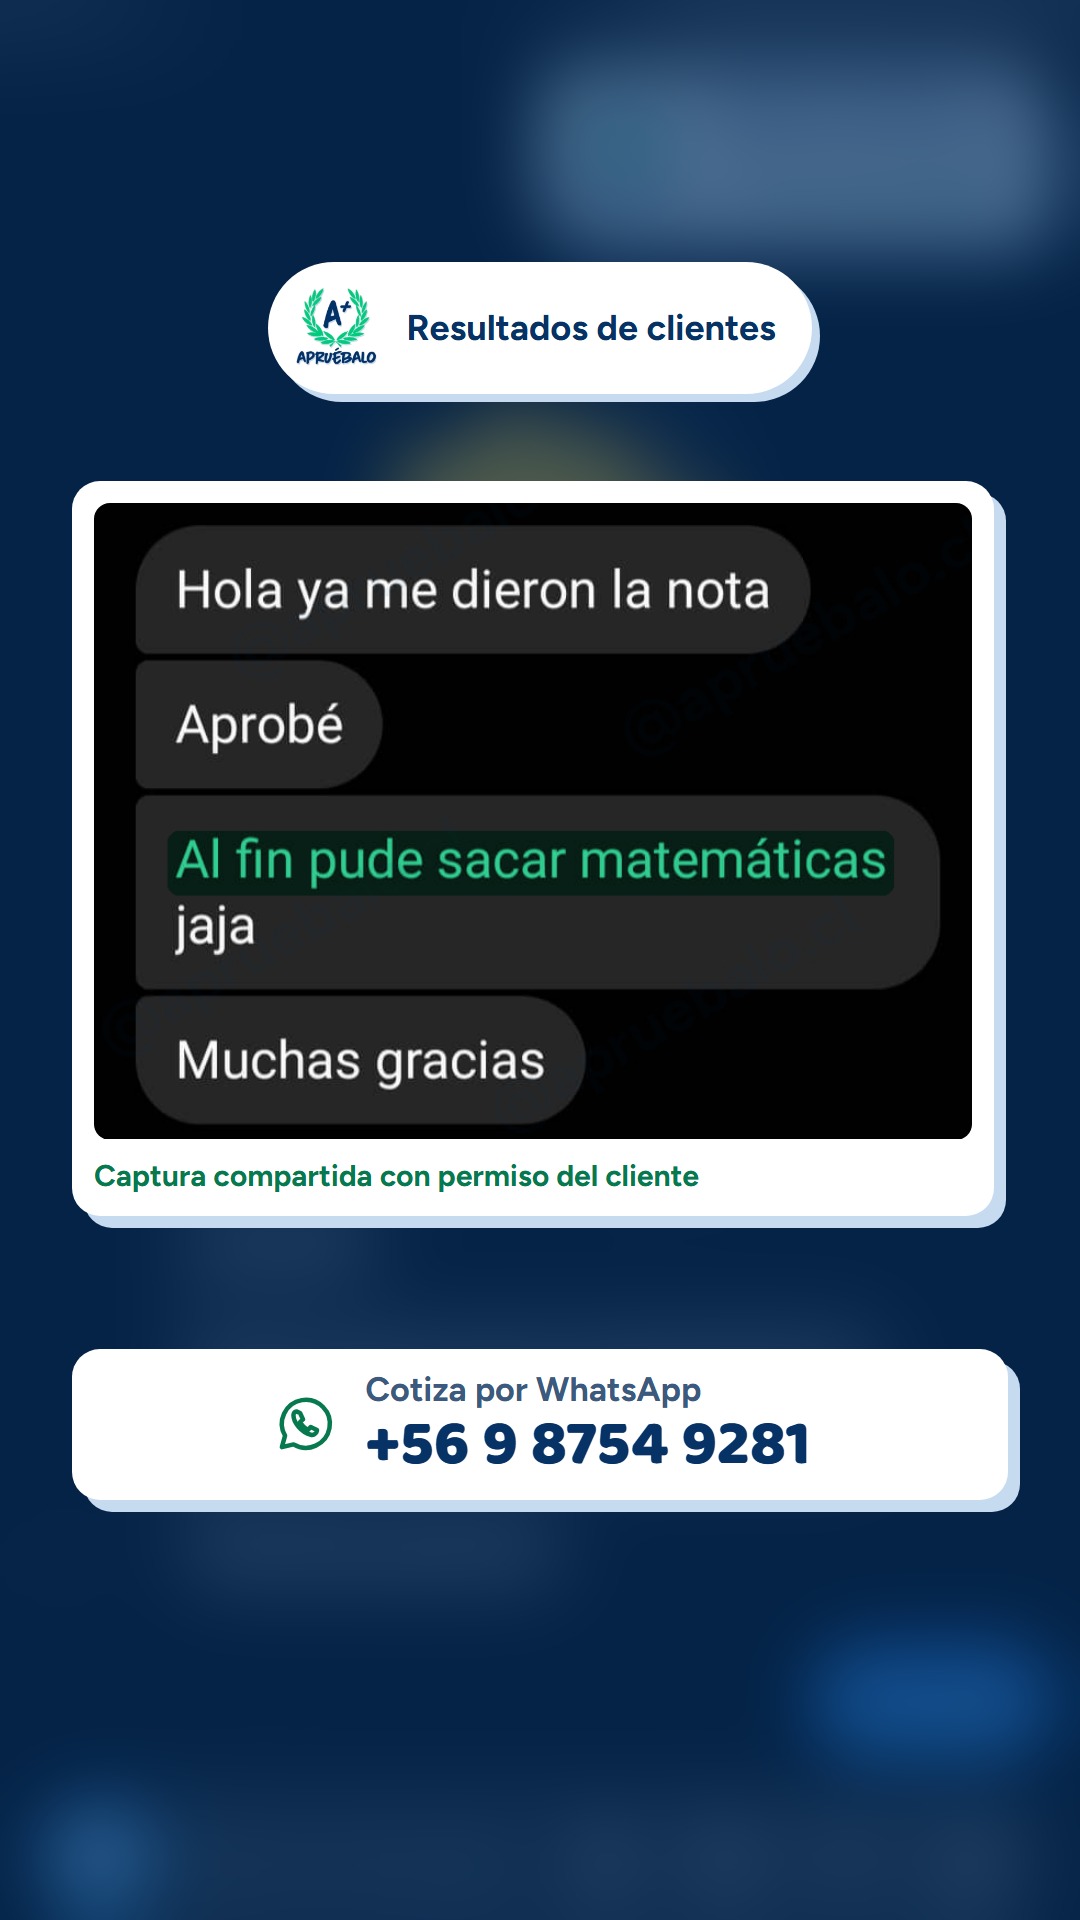 A+
APRUÉBALO
Resultados de clientes
Hola ya me dieron la nota
Aprobé
Al fin pude sacar matemáticas
jaja
Muchas gracias
Captura compartida con permiso del cliente
Cotiza por WhatsApp
+56 9 8754 9281